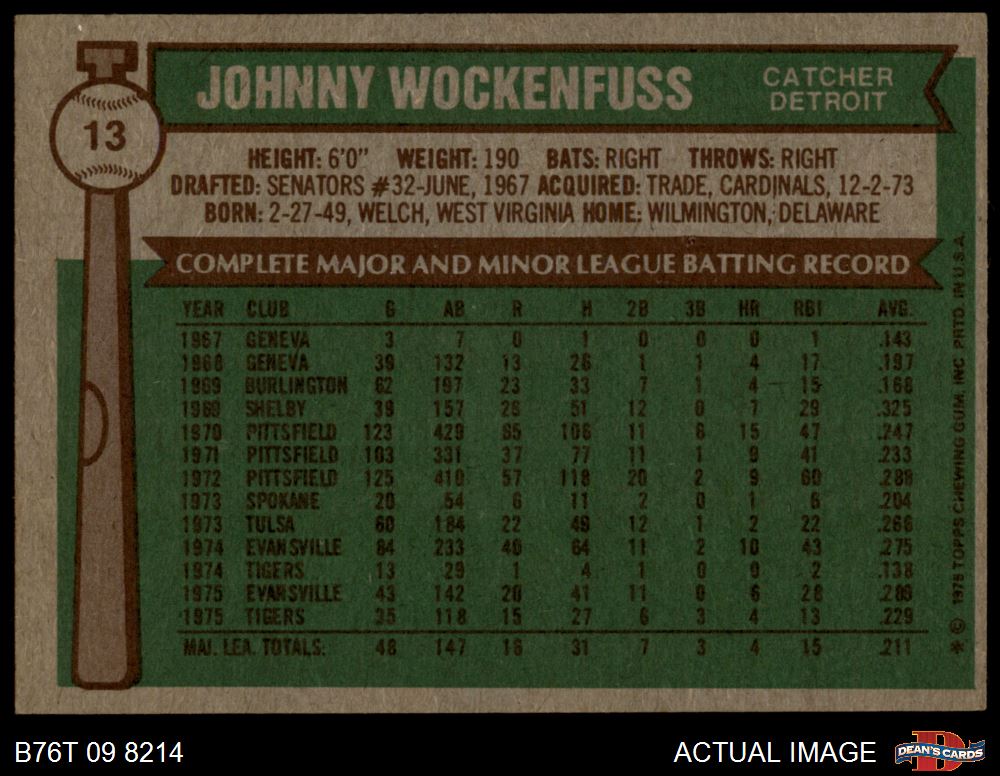 JOHNNY WOCKENFUSS
CATCHER
DETROIT
13
HEIGHT: 6'0" WEIGHT: 190 BATS: RIGHT THROWS: RIGHT
DRAFTED: SENATORS #32-JUNE, 1967 ACQUIRED: TRADE, CARDINALS, 12-2-73
BORN: 2-27-49, WELCH, WEST VIRGINIA HOME: WILMINGTON, DELAWARE
COMPLETE MAJOR AND MINOR LEAGUE BATTING RECORD
YEAR CLUB G AB R H 2B 3B HR RBI AVG.
1967 GENEVA 3 7 0 1 0 0 0 1 .143
1968 GENEVA 39 132 13 26 1 1 4 17 .197
1969 BURLINGTON 62 197 23 33 7 1 4 15 .168
1969 SHELBY 39 157 26 51 12 0 7 29 .325
1970 PITTSFIELD 123 429 65 106 11 6 15 47 .247
1971 PITTSFIELD 103 331 37 77 11 1 9 41 .233
1972 PITTSFIELD 125 410 57 118 20 2 9 60 .288
1973 SPOKANE 20 54 6 11 2 0 1 6 .204
1973 TULSA 60 184 22 49 12 1 2 22 .266
1974 EVANSVILLE 84 233 40 64 11 2 10 43 .275
1974 TIGERS 13 29 1 4 1 0 0 2 .138
1975 EVANSVILLE 43 142 20 41 11 0 6 28 .289
1975 TIGERS 35 118 15 27 6 3 4 13 .229
MAJ. LEA. TOTALS: 48 147 16 31 7 3 4 15 .211
* © 1975 TOPPS CHEWING GUM, INC. PRTD. IN U.S.A.
B76T 09 8214
ACTUAL IMAGE
D
DEAN'S CARDS